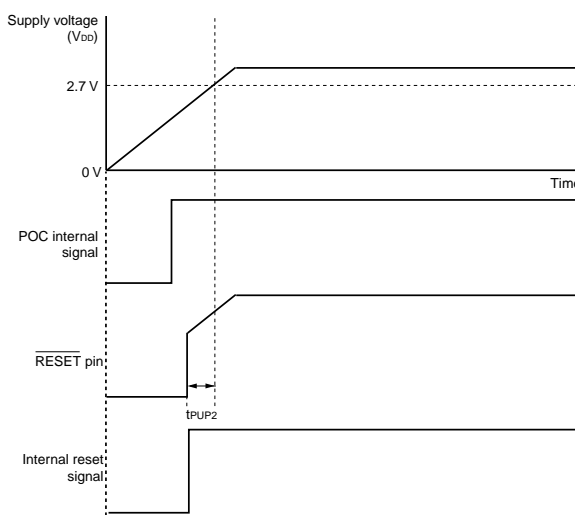 Supply voltage
(VDD)
2.7 V
0 V
Time
POC internal
signal
RESET pin
tPUP2
Internal reset
signal